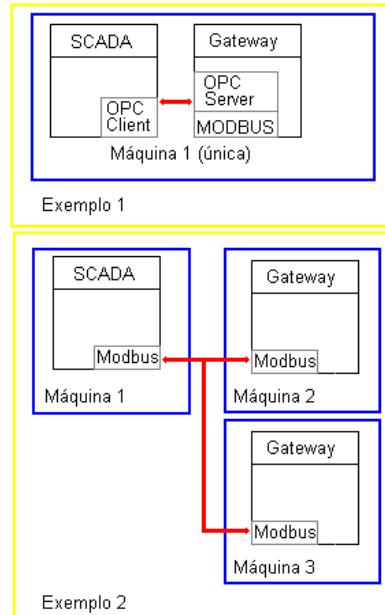 SCADA
Gateway
OPC
Client
OPC
Server
MODBUS
Máquina 1 (única)
Exemplo 1
SCADA
Modbus
Máquina 1
Gateway
Modbus
Máquina 2
Gateway
Modbus
Máquina 3
Exemplo 2